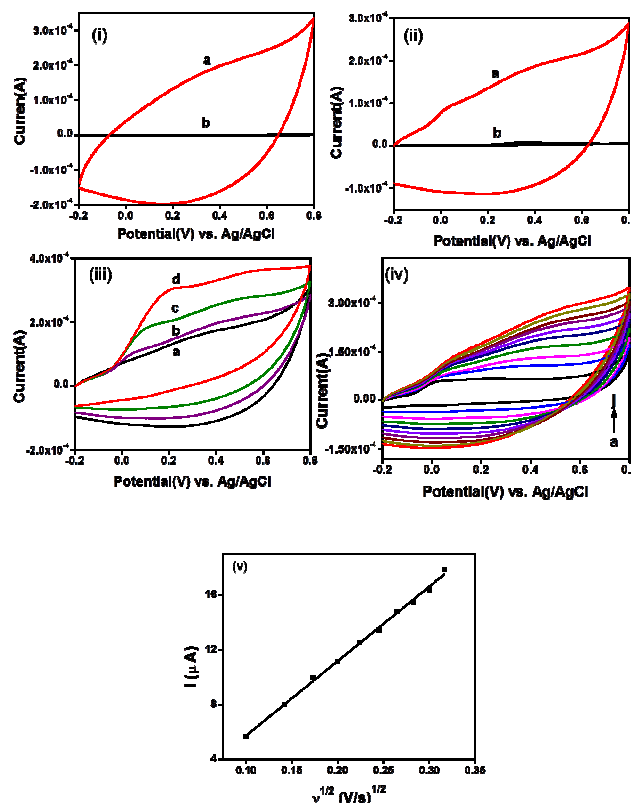 (i)
3.0x10⁻⁴
2.0x10⁻⁴
1.0x10⁻⁴
0.0
-1.0x10⁻⁴
-2.0x10⁻⁴
Curren(A)
a
b
-0.2 0.0 0.2 0.4 0.6 0.8
Potential(V) vs. Ag/AgCl
(ii)
3.0x10⁻⁴
2.0x10⁻⁴
1.0x10⁻⁴
0.0
-1.0x10⁻⁴
Current(A)
a
b
-0.2 0.0 0.2 0.4 0.6 0.8
Potential(V) vs. Ag/AgCl
(iii)
4.0x10⁻⁴
2.0x10⁻⁴
0.0
-2.0x10⁻⁴
Current(A)
d
c
b
a
-0.2 0.0 0.2 0.4 0.6 0.8
Potential(V) vs. Ag/AgCl
(iv)
3.00x10⁻⁴
1.50x10⁻⁴
0.00
-1.50x10⁻⁴
Current(A)
a
-0.2 0.0 0.2 0.4 0.6 0.8
Potential(V) vs. Ag/AgCl
(v)
16
12
8
4
I (μA)
0.10 0.15 0.20 0.25 0.30 0.35
ν¹ᐟ² (V/s)¹ᐟ²